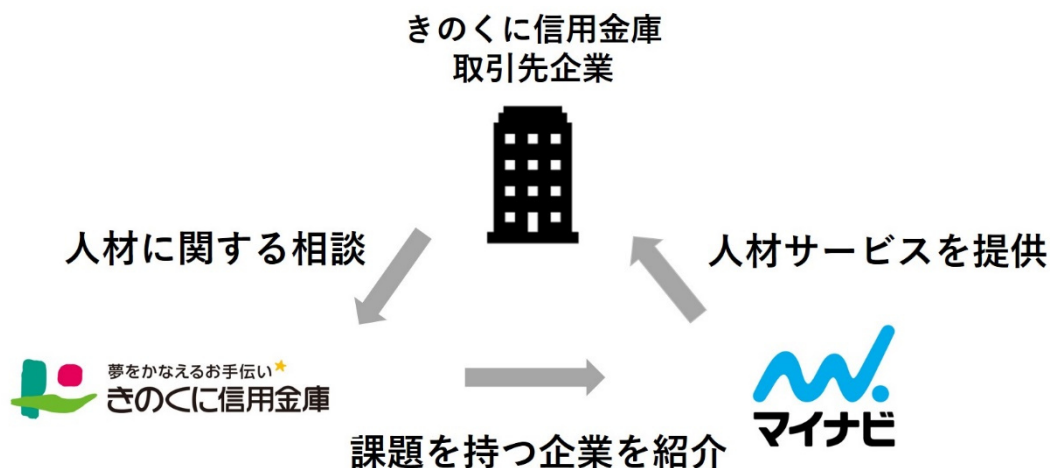 きのくに信用金庫
取引先企業
人材に関する相談
人材サービスを提供
夢をかなえるお手伝い
きのくに信用金庫
マイナビ
課題を持つ企業を紹介